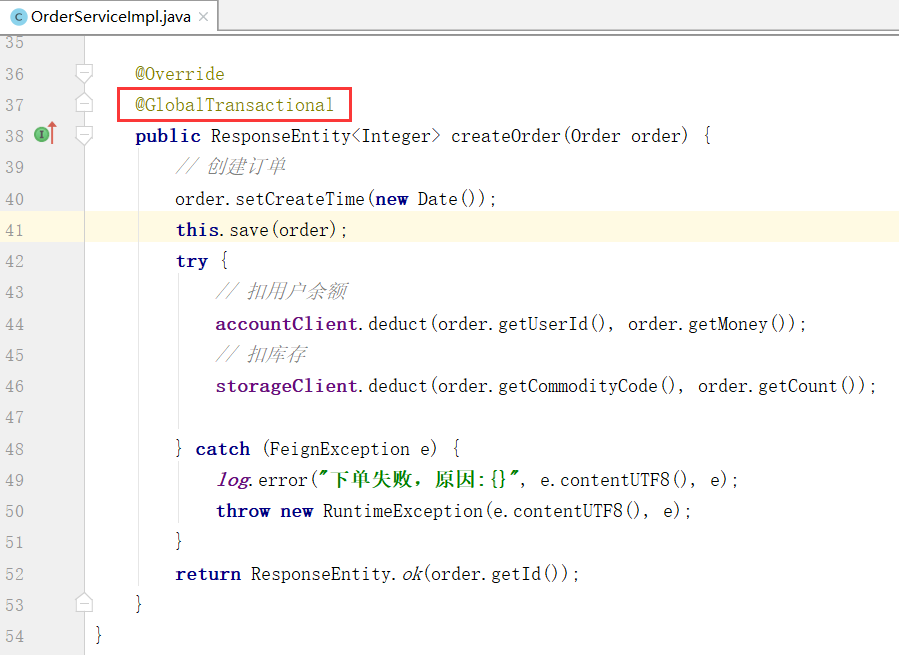 OrderServiceImpl.java
35
36 @Override
37 @GlobalTransactional
38 public ResponseEntity<Integer> createOrder(Order order) {
39 // 创建订单
40 order.setCreateTime(new Date());
41 this.save(order);
42 try {
43 // 扣用户余额
44 accountClient.deduct(order.getUserId(), order.getMoney());
45 // 扣库存
46 storageClient.deduct(order.getCommodityCode(), order.getCount());
47
48 } catch (FeignException e) {
49 log.error("下单失败，原因:{}", e.contentUTF8(), e);
50 throw new RuntimeException(e.contentUTF8(), e);
51 }
52 return ResponseEntity.ok(order.getId());
53 }
54 }